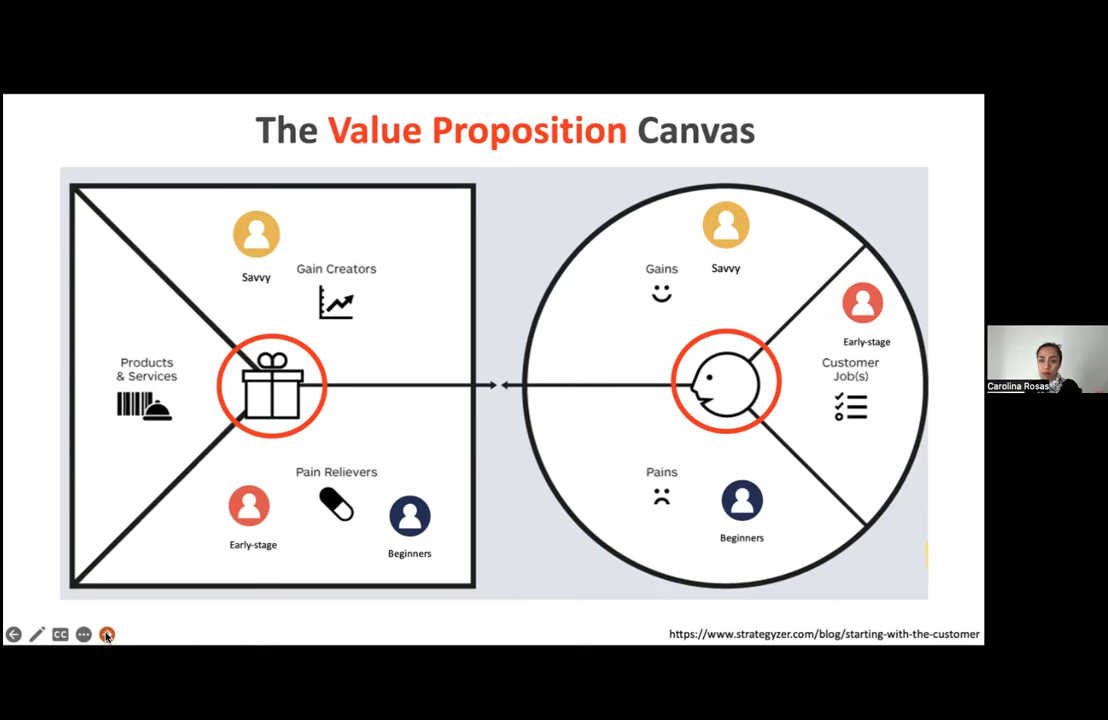 The Value Proposition Canvas
Savvy
Gain Creators
Products
& Services
Pain Relievers
Early-stage
Beginners
Gains
Savvy
Early-stage
Customer
Job(s)
Pains
Beginners
https://www.strategyzer.com/blog/starting-with-the-customer
CC
Carolina Rosas